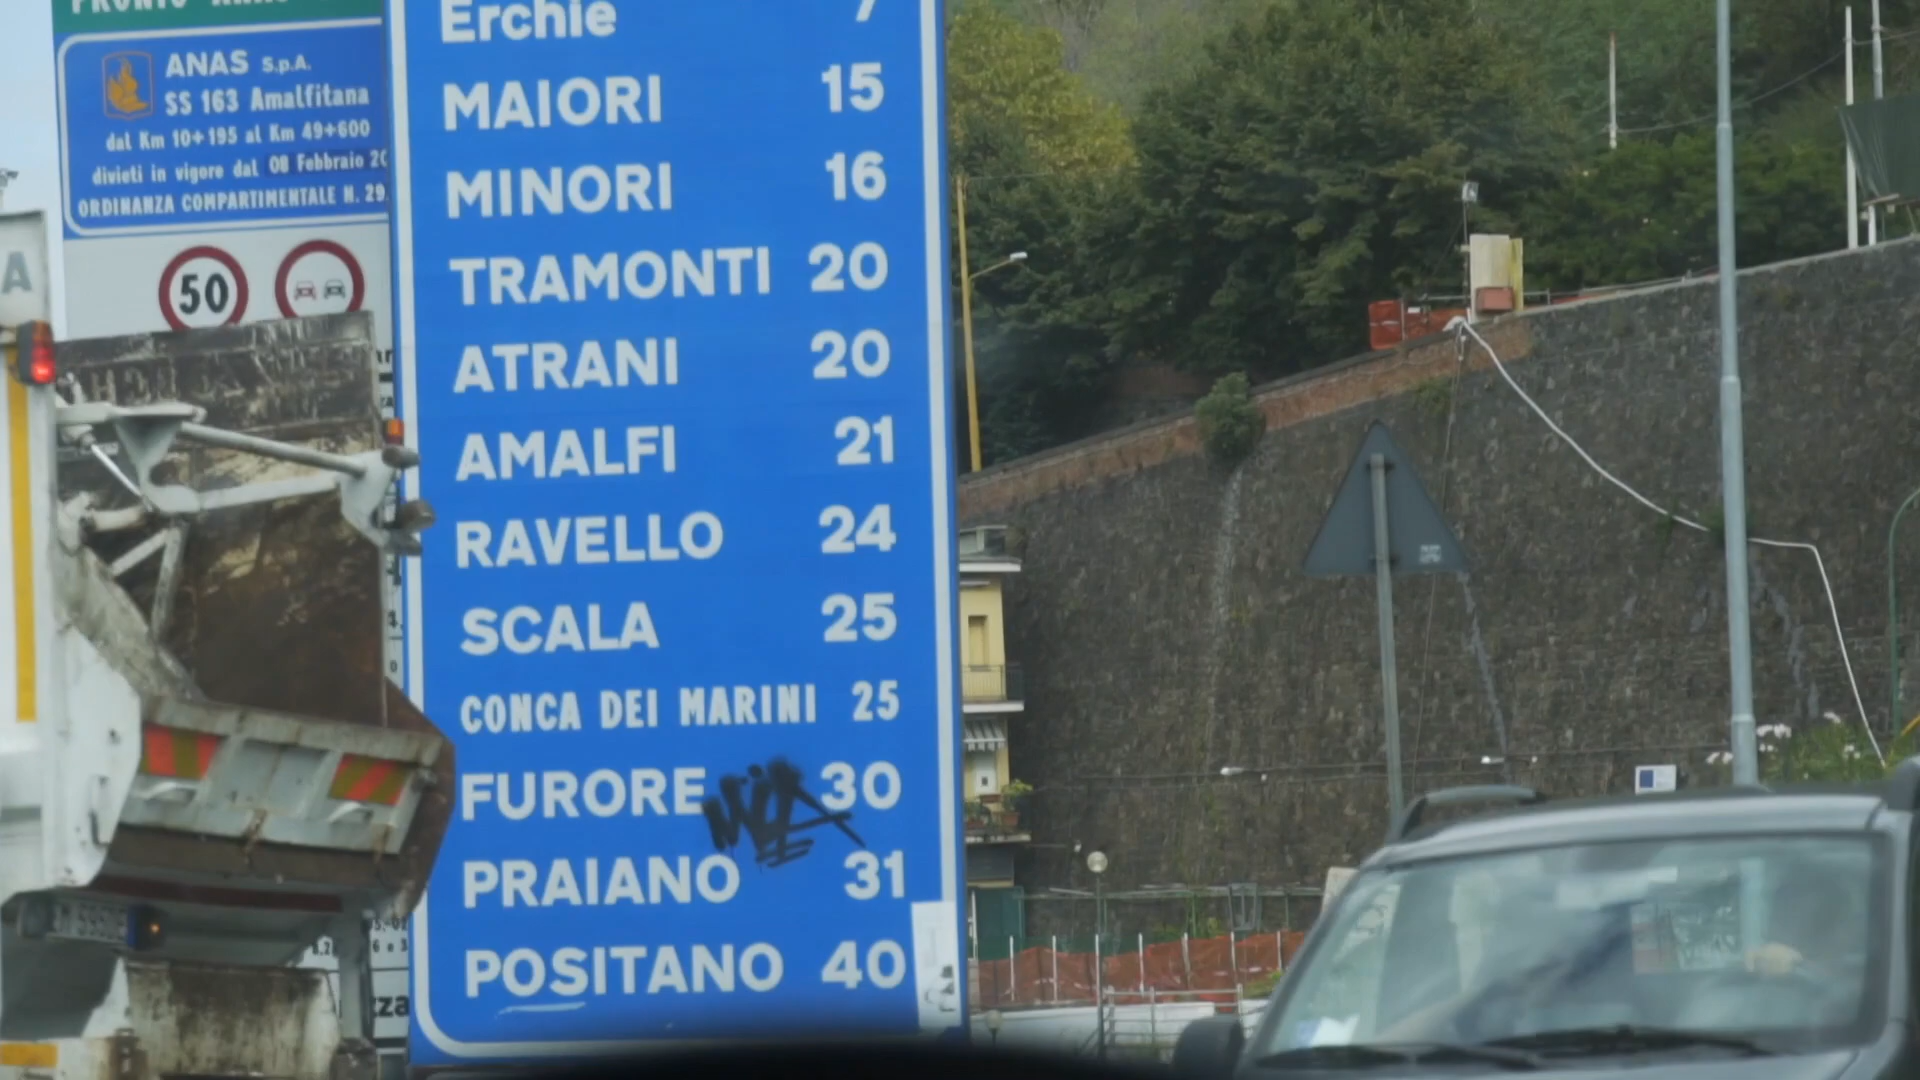 ANAS S.p.A.
SS 163 Amalfitana
dal Km 10+195 al Km 49+600
divieti in vigore dal 08 Febbraio 20
ORDINANZA COMPARTIMENTALE N. 29
50
A
Erchie 7
MAIORI 15
MINORI 16
TRAMONTI 20
ATRANI 20
AMALFI 21
RAVELLO 24
SCALA 25
CONCA DEI MARINI 25
FURORE 30
PRAIANO 31
POSITANO 40